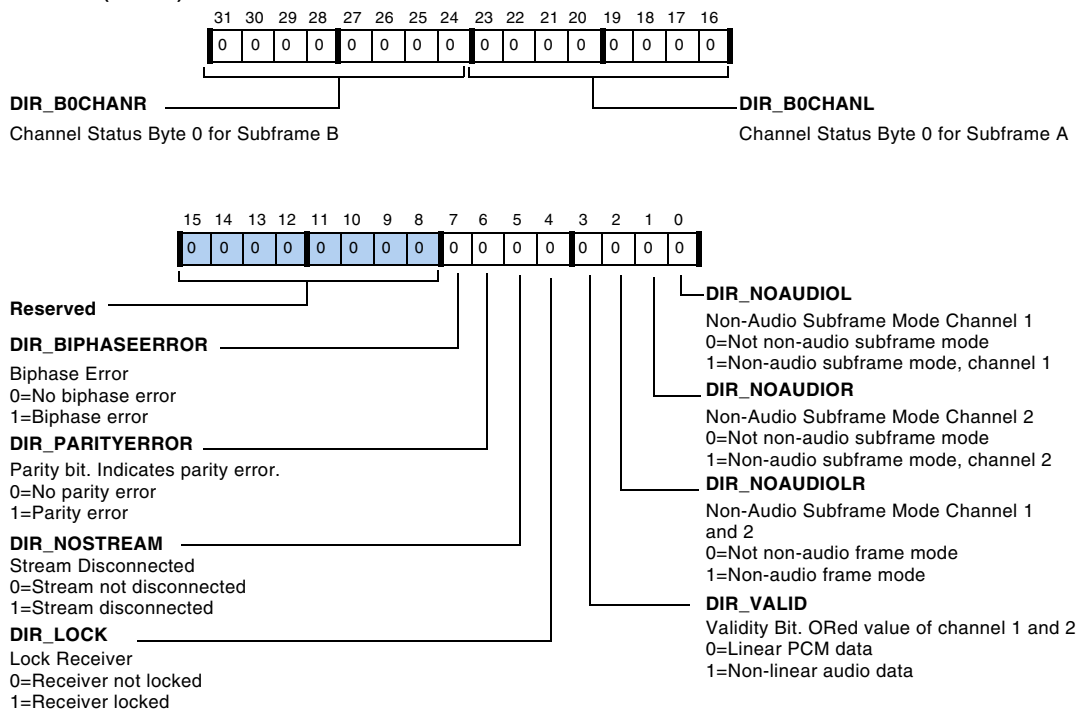 31 30 29 28 27 26 25 24 23 22 21 20 19 18 17 16
0 0 0 0 0 0 0 0 0 0 0 0 0 0 0 0
DIR_B0CHANR
Channel Status Byte 0 for Subframe B
DIR_B0CHANL
Channel Status Byte 0 for Subframe A
15 14 13 12 11 10 9 8 7 6 5 4 3 2 1 0
0 0 0 0 0 0 0 0 0 0 0 0 0 0 0 0
Reserved
DIR_BIPHASEERROR
Biphase Error
0=No biphase error
1=Biphase error
DIR_PARITYERROR
Parity bit. Indicates parity error.
0=No parity error
1=Parity error
DIR_NOSTREAM
Stream Disconnected
0=Stream not disconnected
1=Stream disconnected
DIR_LOCK
Lock Receiver
0=Receiver not locked
1=Receiver locked
DIR_NOAUDIOL
Non-Audio Subframe Mode Channel 1
0=Not non-audio subframe mode
1=Non-audio subframe mode, channel 1
DIR_NOAUDIOR
Non-Audio Subframe Mode Channel 2
0=Not non-audio subframe mode
1=Non-audio subframe mode, channel 2
DIR_NOAUDIOLR
Non-Audio Subframe Mode Channel 1
and 2
0=Not non-audio frame mode
1=Non-audio frame mode
DIR_VALID
Validity Bit. ORed value of channel 1 and 2
0=Linear PCM data
1=Non-linear audio data